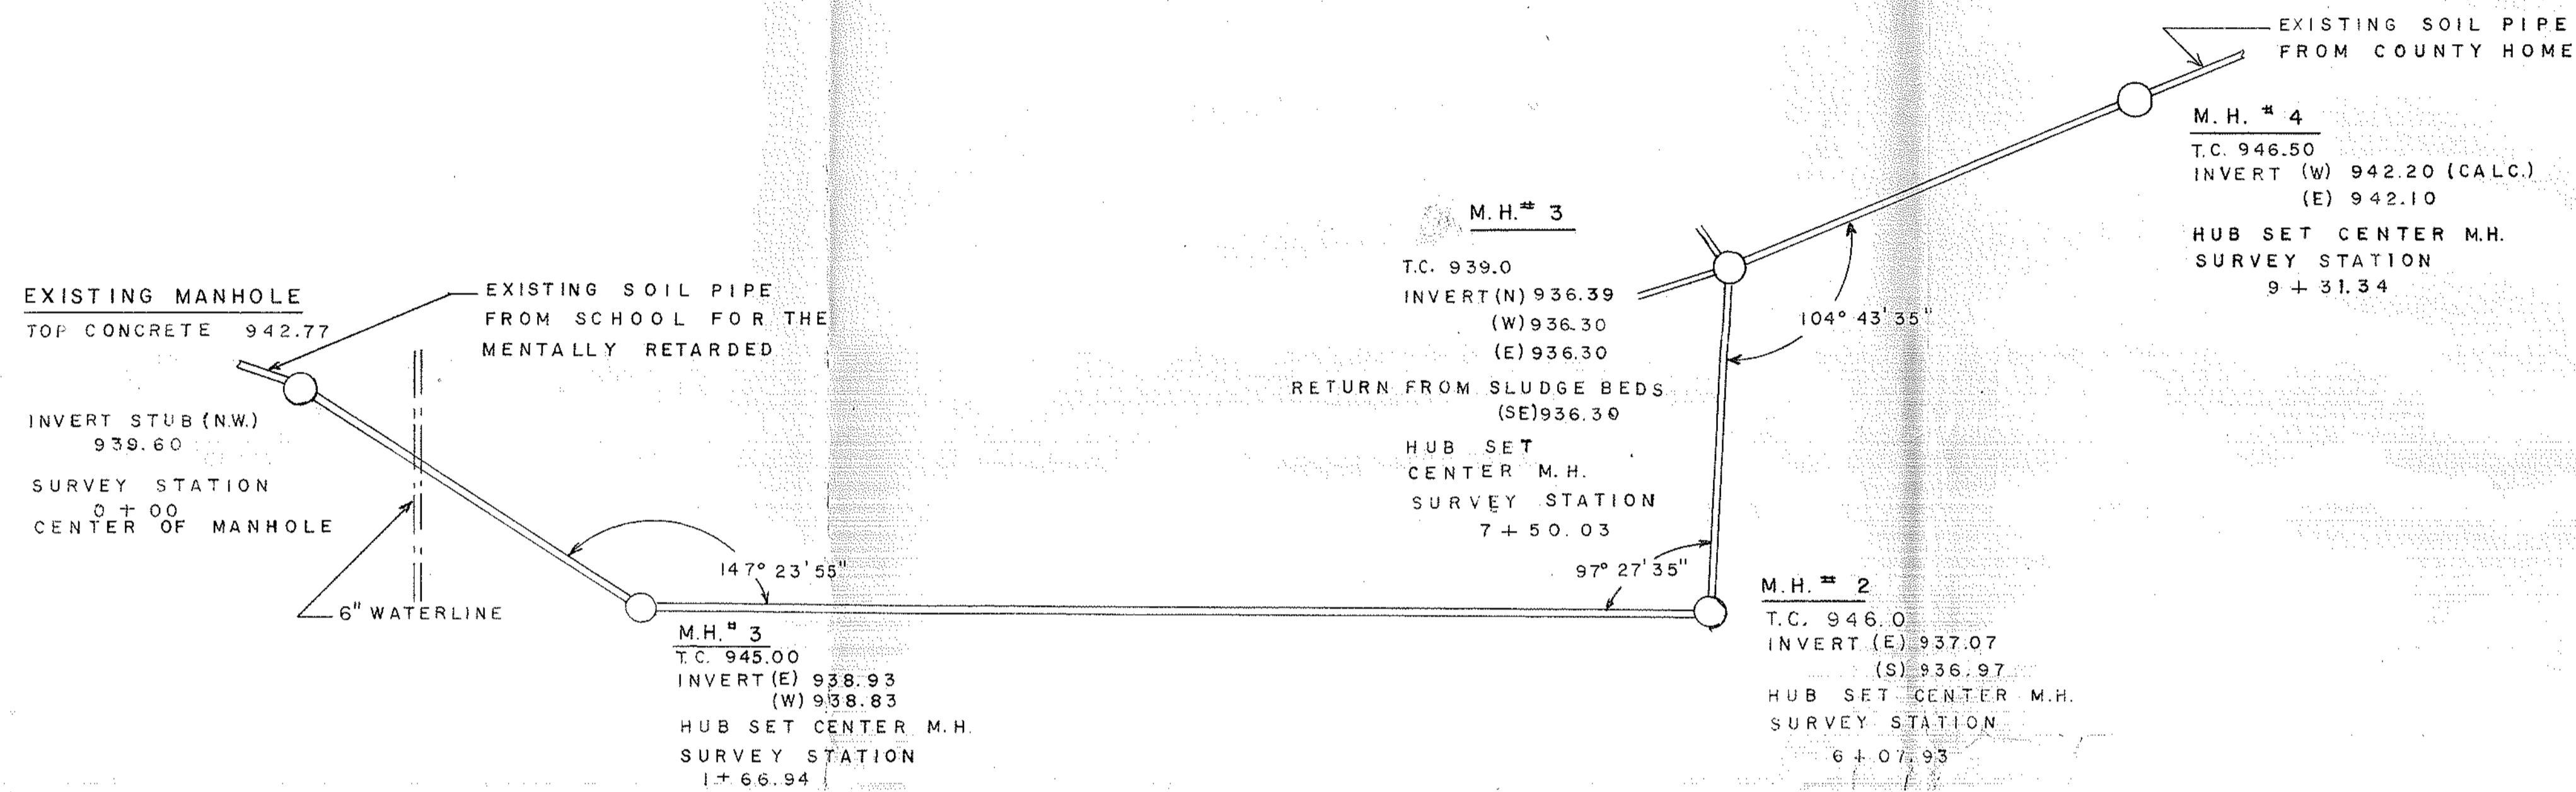 EXISTING SOIL PIPE
FROM COUNTY HOME
M.H. # 4
T.C. 946.50
INVERT (W) 942.20 (CALC.)
(E) 942.10
HUB SET CENTER M.H.
SURVEY STATION
9 + 31.34
M.H.# 3
T.C. 939.0
INVERT (N) 936.39
(W) 936.30
(E) 936.30
RETURN FROM SLUDGE BEDS
(SE) 936.30
HUB SET
CENTER M.H.
SURVEY STATION
7 + 50.03
104° 43' 35"
EXISTING MANHOLE
TOP CONCRETE 942.77
EXISTING SOIL PIPE
FROM SCHOOL FOR THE
MENTALLY RETARDED
INVERT STUB (N.W.)
939.60
SURVEY STATION
0 + 00
CENTER OF MANHOLE
6" WATERLINE
147° 23' 55"
97° 27' 35"
M.H.# 3
T.C. 945.00
INVERT (E) 938.93
(W) 938.83
HUB SET CENTER M.H.
SURVEY STATION
1 + 66.94
M.H. # 2
T.C. 946.0
INVERT (E) 937.07
(S) 936.97
HUB SET CENTER M.H.
SURVEY STATION
6 + 07.93